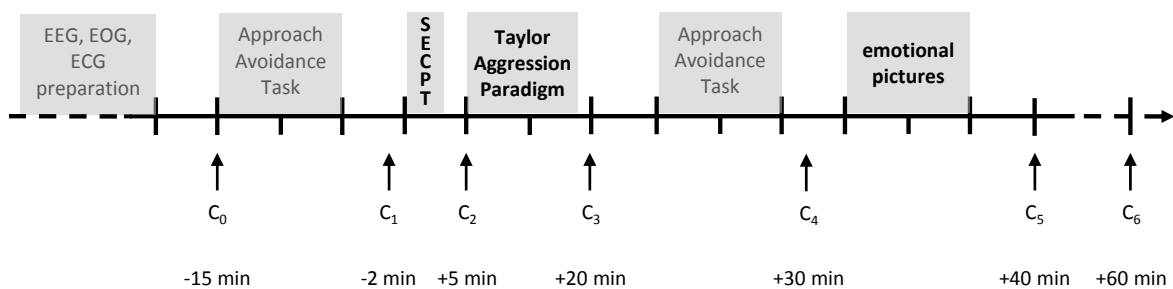 EEG, EOG,
ECG
preparation
Approach
Avoidance
Task
S
E
C
P
T
Taylor
Aggression
Paradigm
Approach
Avoidance
Task
emotional
pictures
C0 C1 C2 C3 C4 C5 C6
-15 min -2 min +5 min +20 min +30 min +40 min +60 min